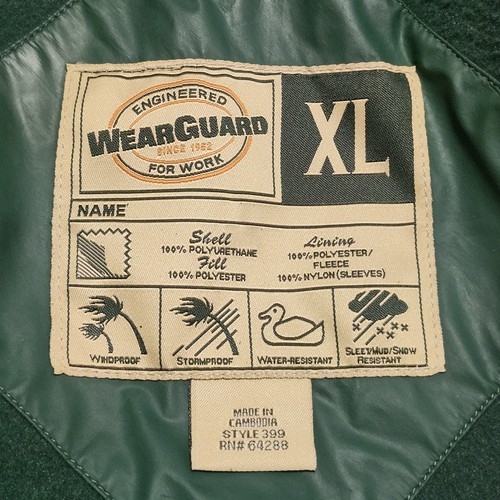 ENGINEERED
WEARGUARD
SINCE 1952
FOR WORK
XL
NAME
Shell
100% POLYURETHANE
Fill
100% POLYESTER
Lining
100% POLYESTER/
FLEECE
100% NYLON (SLEEVES)
WINDPROOF
STORMPROOF
WATER-RESISTANT
SLEET/MUD/SNOW
RESISTANT
MADE IN
CAMBODIA
STYLE 399
RN# 64288